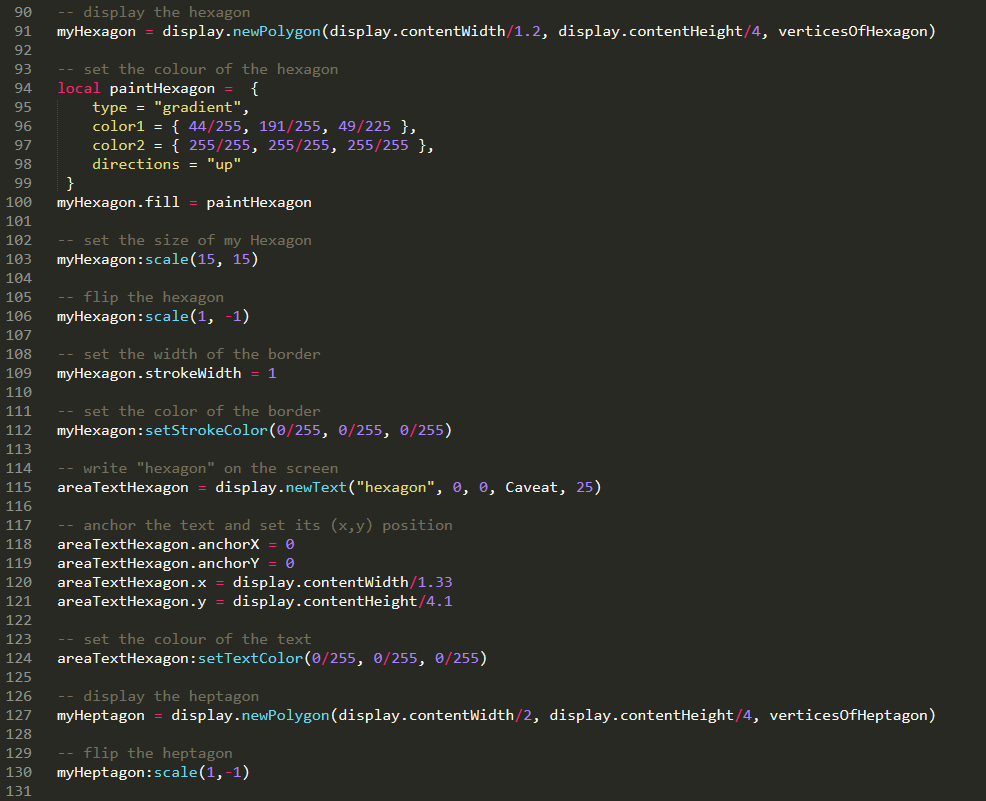 90 -- display the hexagon
91 myHexagon = display.newPolygon(display.contentWidth/1.2, display.contentHeight/4, verticesOfHexagon)
92
93 -- set the colour of the hexagon
94 local paintHexagon =  {
95     type = "gradient",
96     color1 = { 44/255, 191/255, 49/225 },
97     color2 = { 255/255, 255/255, 255/255 },
98     directions = "up"
99  }
100 myHexagon.fill = paintHexagon
101
102 -- set the size of my Hexagon
103 myHexagon:scale(15, 15)
104
105 -- flip the hexagon
106 myHexagon:scale(1, -1)
107
108 -- set the width of the border
109 myHexagon.strokeWidth = 1
110
111 -- set the color of the border
112 myHexagon:setStrokeColor(0/255, 0/255, 0/255)
113
114 -- write "hexagon" on the screen
115 areaTextHexagon = display.newText("hexagon", 0, 0, Caveat, 25)
116
117 -- anchor the text and set its (x,y) position
118 areaTextHexagon.anchorX = 0
119 areaTextHexagon.anchorY = 0
120 areaTextHexagon.x = display.contentWidth/1.33
121 areaTextHexagon.y = display.contentHeight/4.1
122
123 -- set the colour of the text
124 areaTextHexagon:setTextColor(0/255, 0/255, 0/255)
125
126 -- display the heptagon
127 myHeptagon = display.newPolygon(display.contentWidth/2, display.contentHeight/4, verticesOfHeptagon)
128
129 -- flip the heptagon
130 myHeptagon:scale(1,-1)
131